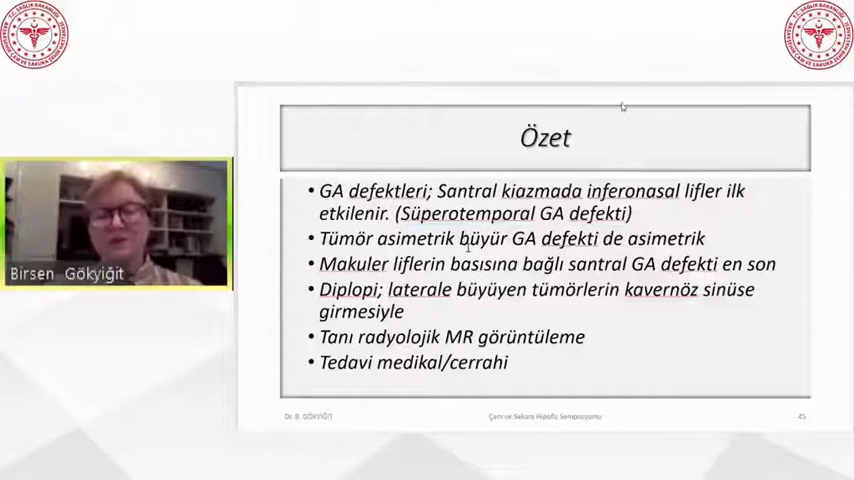 Özet
• GA defektleri; Santral kiazmada inferonasal lifler ilk
etkilenir. (Süperotemporal GA defekti)
• Tümör asimetrik büyür GA defekti de asimetrik
• Makuler liflerin basısına bağlı santral GA defekti en son
• Diplopi; laterale büyüyen tümörlerin kavernöz sinüse
girmesiyle
• Tanı radyolojik MR görüntüleme
• Tedavi medikal/cerrahi
Birsen Gökyiğit
Dr. B. GÖKYİĞİT
Çam ve Sakura Hipofiz Sempozyumu
45